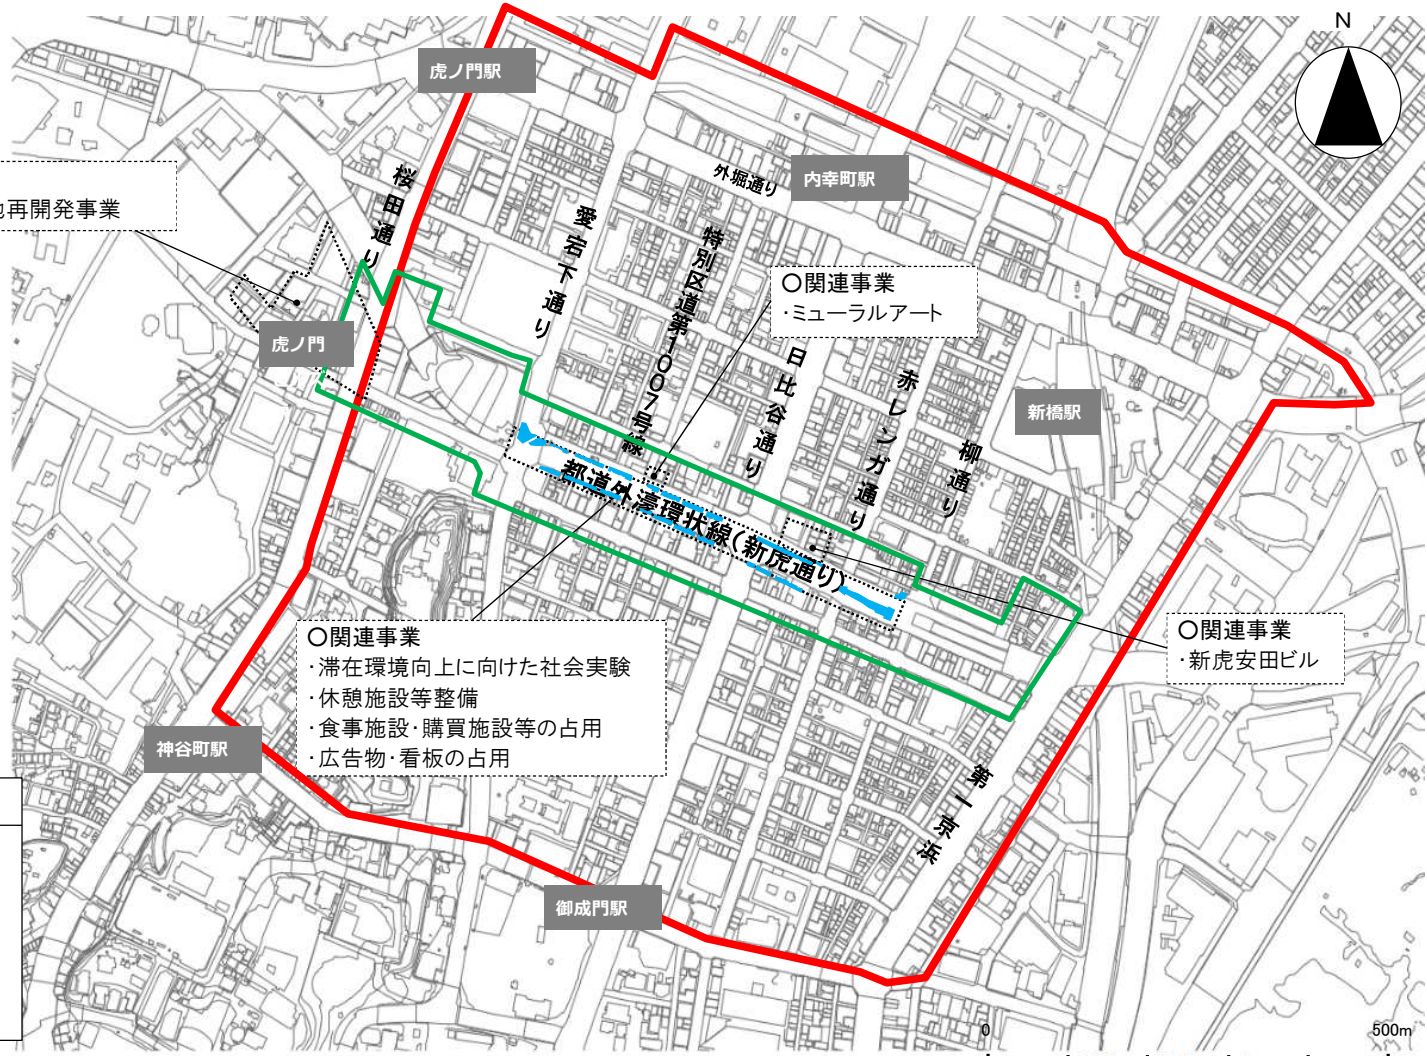 N
虎ノ門駅
外堀通り
内幸町駅
桜田通り
地再開発事業
愛宕下通り
特別区道第1007号線
〇関連事業
・ミューラルアート
虎ノ門
日比谷通り
赤レンガ通り
新橋駅
柳通り
都道外濠環状線(新虎通り)
〇関連事業
・滞在環境向上に向けた社会実験
・休憩施設等整備
・食事施設・購買施設等の占用
・広告物・看板の占用
〇関連事業
・新虎安田ビル
神谷町駅
第一京浜
御成門駅
0
500m